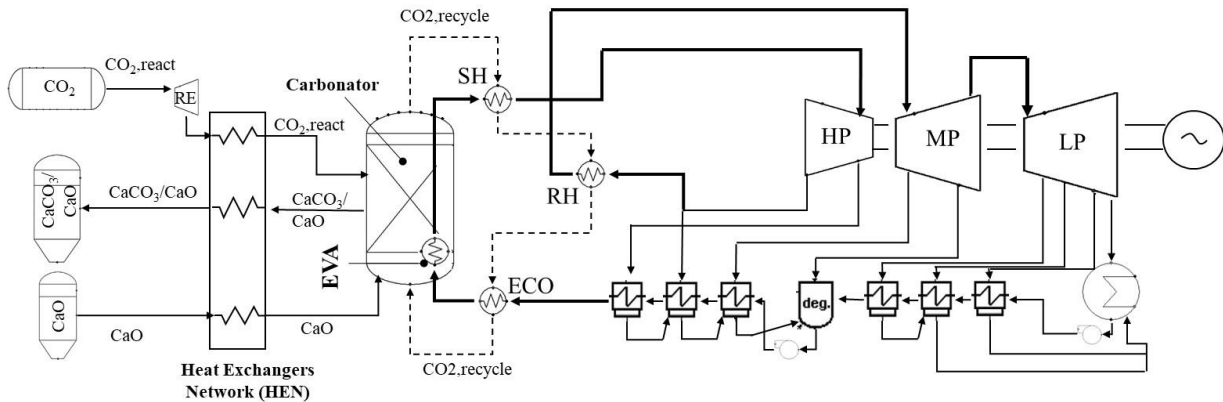 CO2,recycle
CO₂,react
CO₂
RE
Carbonator
SH
CO₂,react
HP
MP
LP
CaCO₃/
CaO
CaCO₃/CaO
CaCO₃/
CaO
RH
EVA
ECO
deg.
CaO
CaO
CaO
CO2,recycle
Heat Exchangers
Network (HEN)